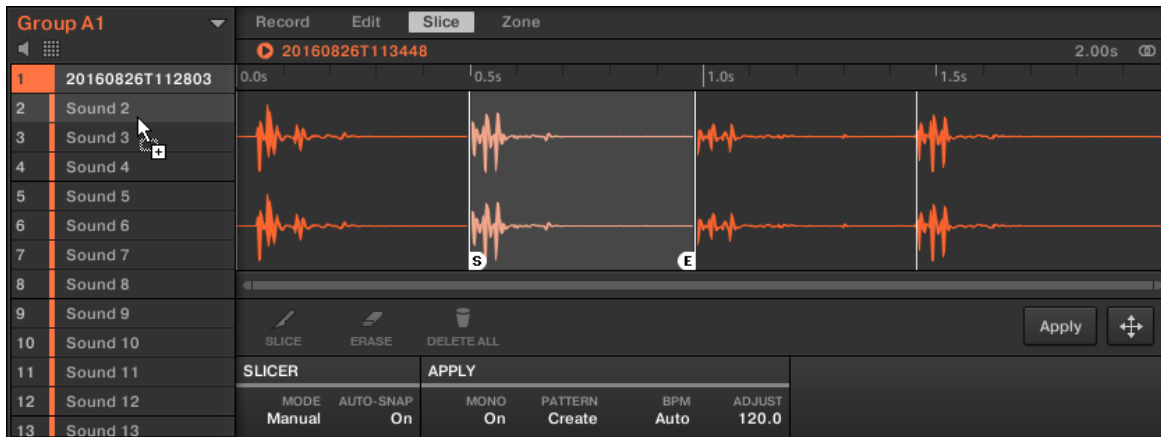 Group A1
Record Edit Slice Zone
20160826T113448 2.00s
1 20160826T112803
0.0s 0.5s 1.0s 1.5s
2 Sound 2
3 Sound 3
4 Sound 4
5 Sound 5
6 Sound 6
7 Sound 7
S E
8 Sound 8
9 Sound 9
10 Sound 10
SLICE ERASE DELETE ALL Apply
11 Sound 11
SLICER APPLY
12 Sound 12
MODE AUTO-SNAP MONO PATTERN BPM ADJUST
Manual On On Create Auto 120.0
13 Sound 13